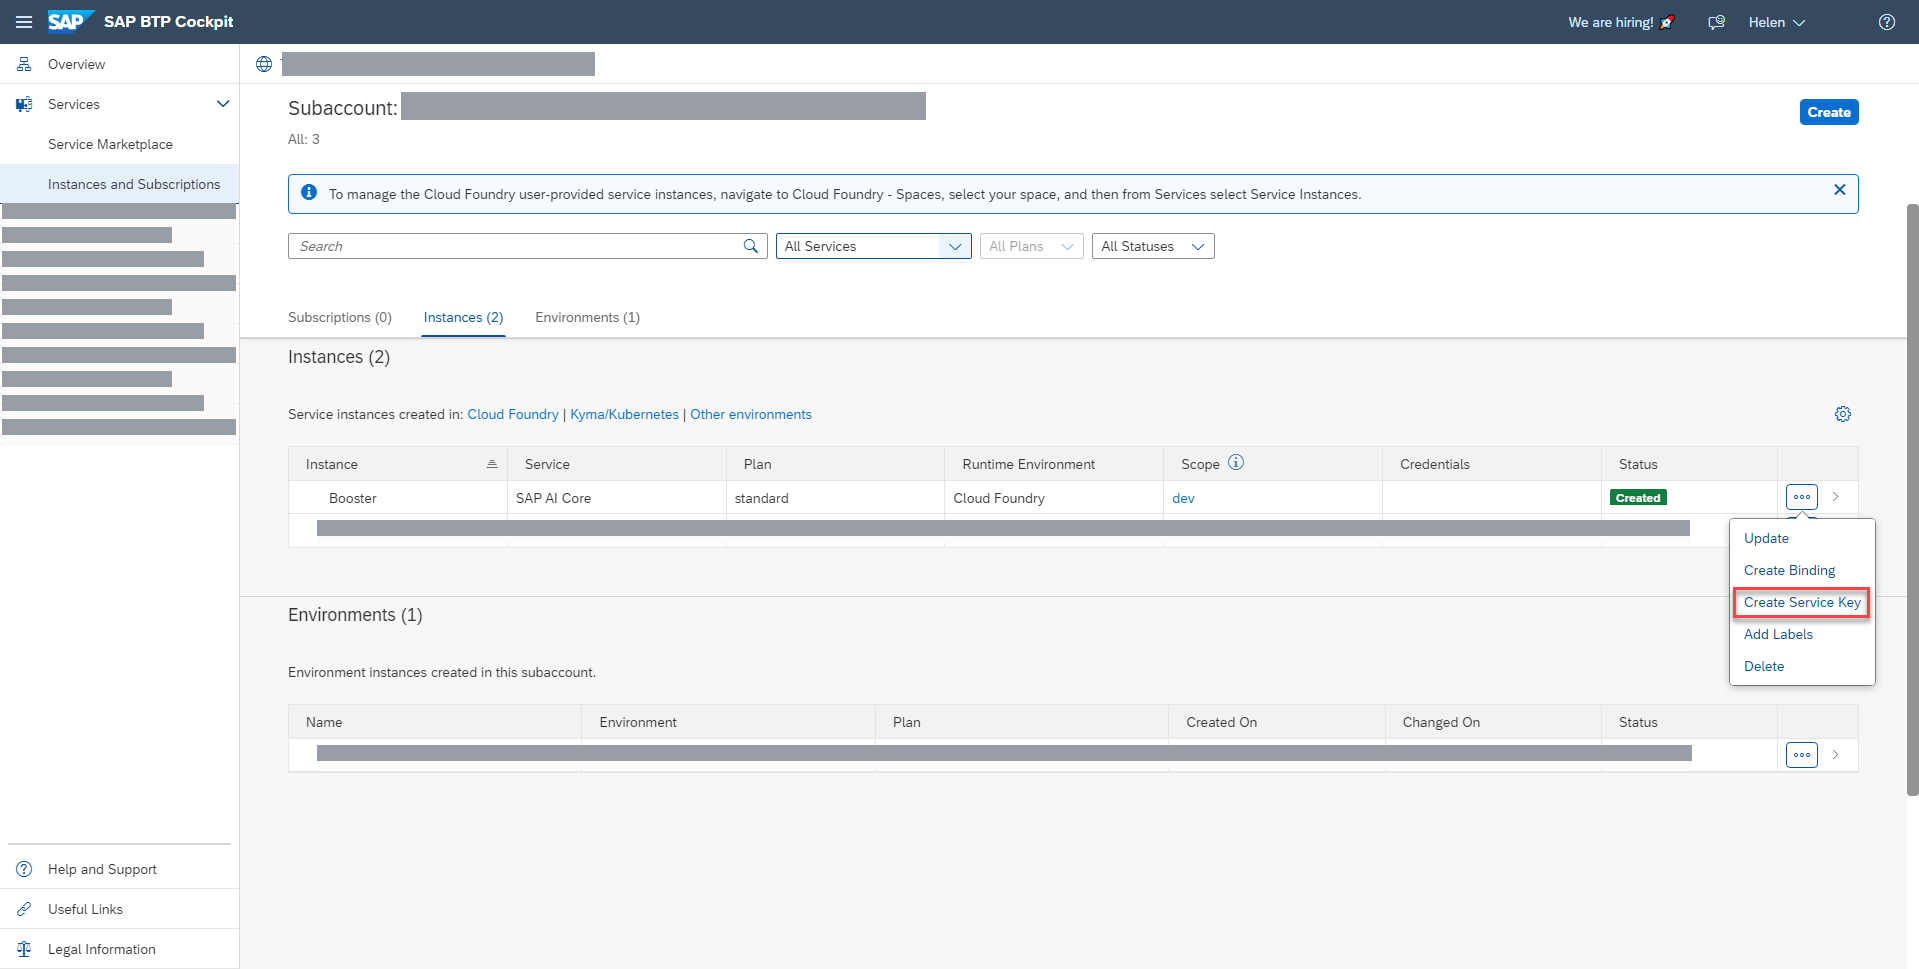 SAP SAP BTP Cockpit
We are hiring! Helen
Overview
Services
Service Marketplace
Instances and Subscriptions
Help and Support
Useful Links
Legal Information
Subaccount:
Create
All: 3
To manage the Cloud Foundry user-provided service instances, navigate to Cloud Foundry - Spaces, select your space, and then from Services select Service Instances.
Search All Services All Plans All Statuses
Subscriptions (0) Instances (2) Environments (1)
Instances (2)
Service instances created in: Cloud Foundry | Kyma/Kubernetes | Other environments
Instance Service Plan Runtime Environment Scope Credentials Status
Booster SAP AI Core standard Cloud Foundry dev Created
Update
Create Binding
Create Service Key
Add Labels
Delete
Environments (1)
Environment instances created in this subaccount.
Name Environment Plan Created On Changed On Status